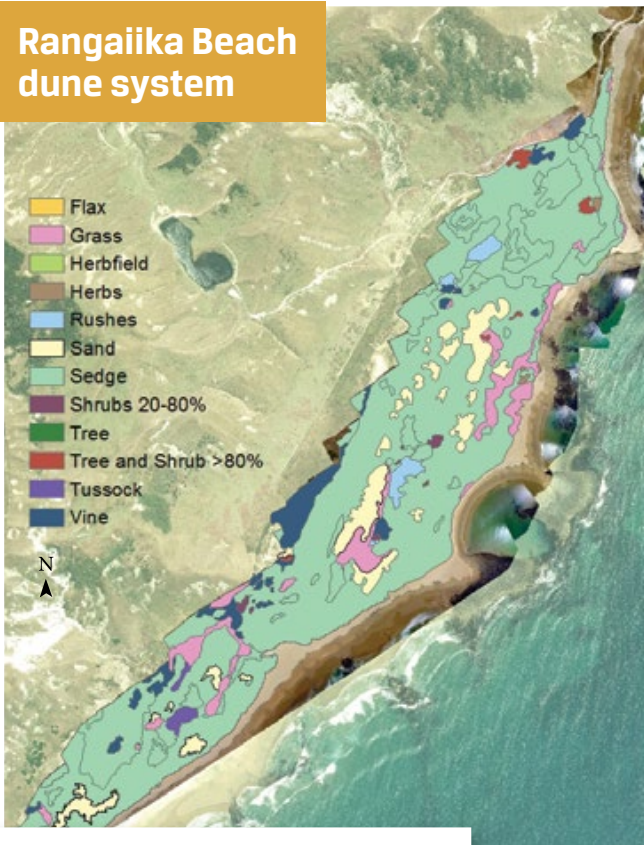 Rangaiika Beach
dune system
Flax
Grass
Herbfield
Herbs
Rushes
Sand
Sedge
Shrubs 20-80%
Tree
Tree and Shrub >80%
Tussock
Vine
N